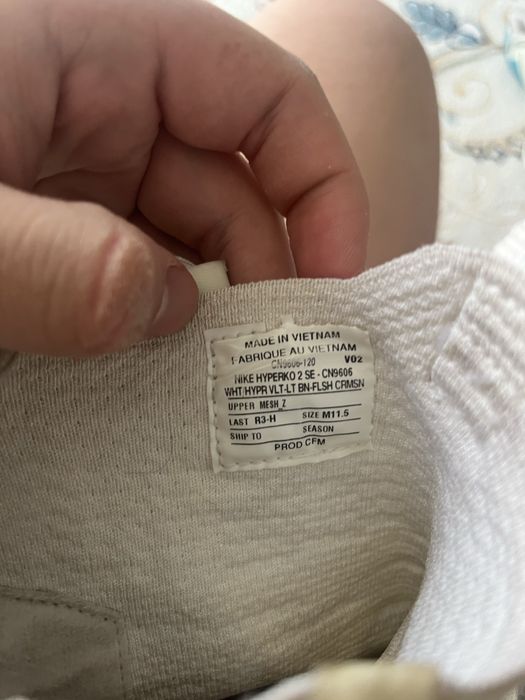 MADE IN VIETNAM
FABRIQUE AU VIETNAM
CN9606-120 V02
NIKE HYPERKO 2 SE - CN9606
WHT/HYPR VLT-LT BN-FLSH CRMSN
UPPER MESH_Z
LAST R3-H SIZE M11.5
SHIP TO SEASON
PROD CFM